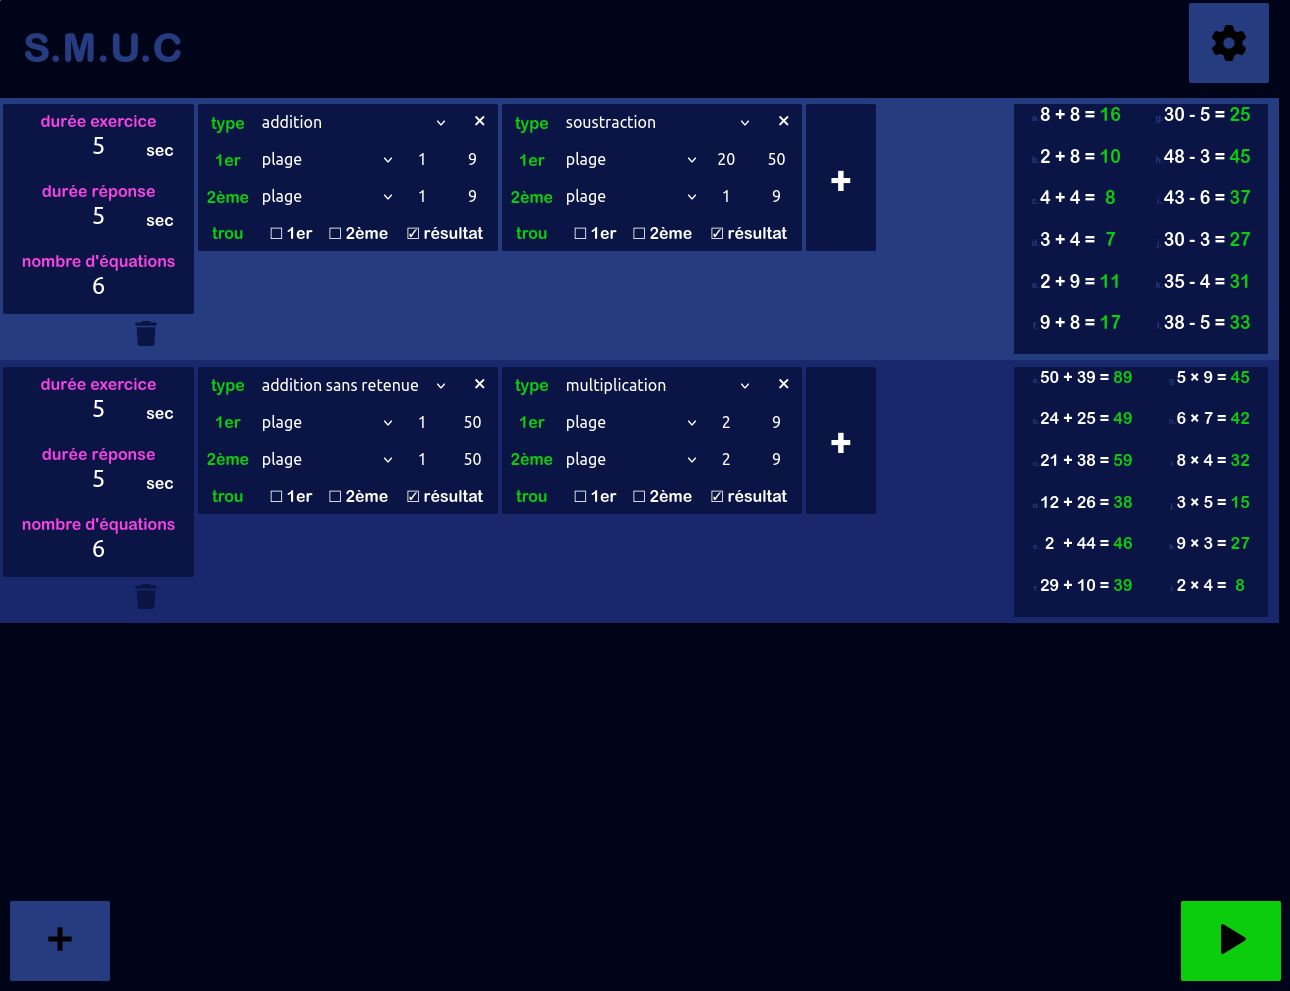 S.M.U.C
durée exercice
5 sec
durée réponse
5 sec
nombre d'équations
6
type addition ×
1er plage 1 9
2ème plage 1 9
trou ☐ 1er ☐ 2ème ☑ résultat
type soustraction ×
1er plage 20 50
2ème plage 1 9
trou ☐ 1er ☐ 2ème ☑ résultat
+
a. 8 + 8 = 16
b. 2 + 8 = 10
c. 4 + 4 = 8
d. 3 + 4 = 7
e. 2 + 9 = 11
f. 9 + 8 = 17
g. 30 - 5 = 25
h. 48 - 3 = 45
i. 43 - 6 = 37
j. 30 - 3 = 27
k. 35 - 4 = 31
l. 38 - 5 = 33
durée exercice
5 sec
durée réponse
5 sec
nombre d'équations
6
type addition sans retenue ×
1er plage 1 50
2ème plage 1 50
trou ☐ 1er ☐ 2ème ☑ résultat
type multiplication ×
1er plage 2 9
2ème plage 2 9
trou ☐ 1er ☐ 2ème ☑ résultat
+
a. 50 + 39 = 89
b. 24 + 25 = 49
c. 21 + 38 = 59
d. 12 + 26 = 38
e. 2 + 44 = 46
f. 29 + 10 = 39
g. 5 × 9 = 45
h. 6 × 7 = 42
i. 8 × 4 = 32
j. 3 × 5 = 15
k. 9 × 3 = 27
l. 2 × 4 = 8
+